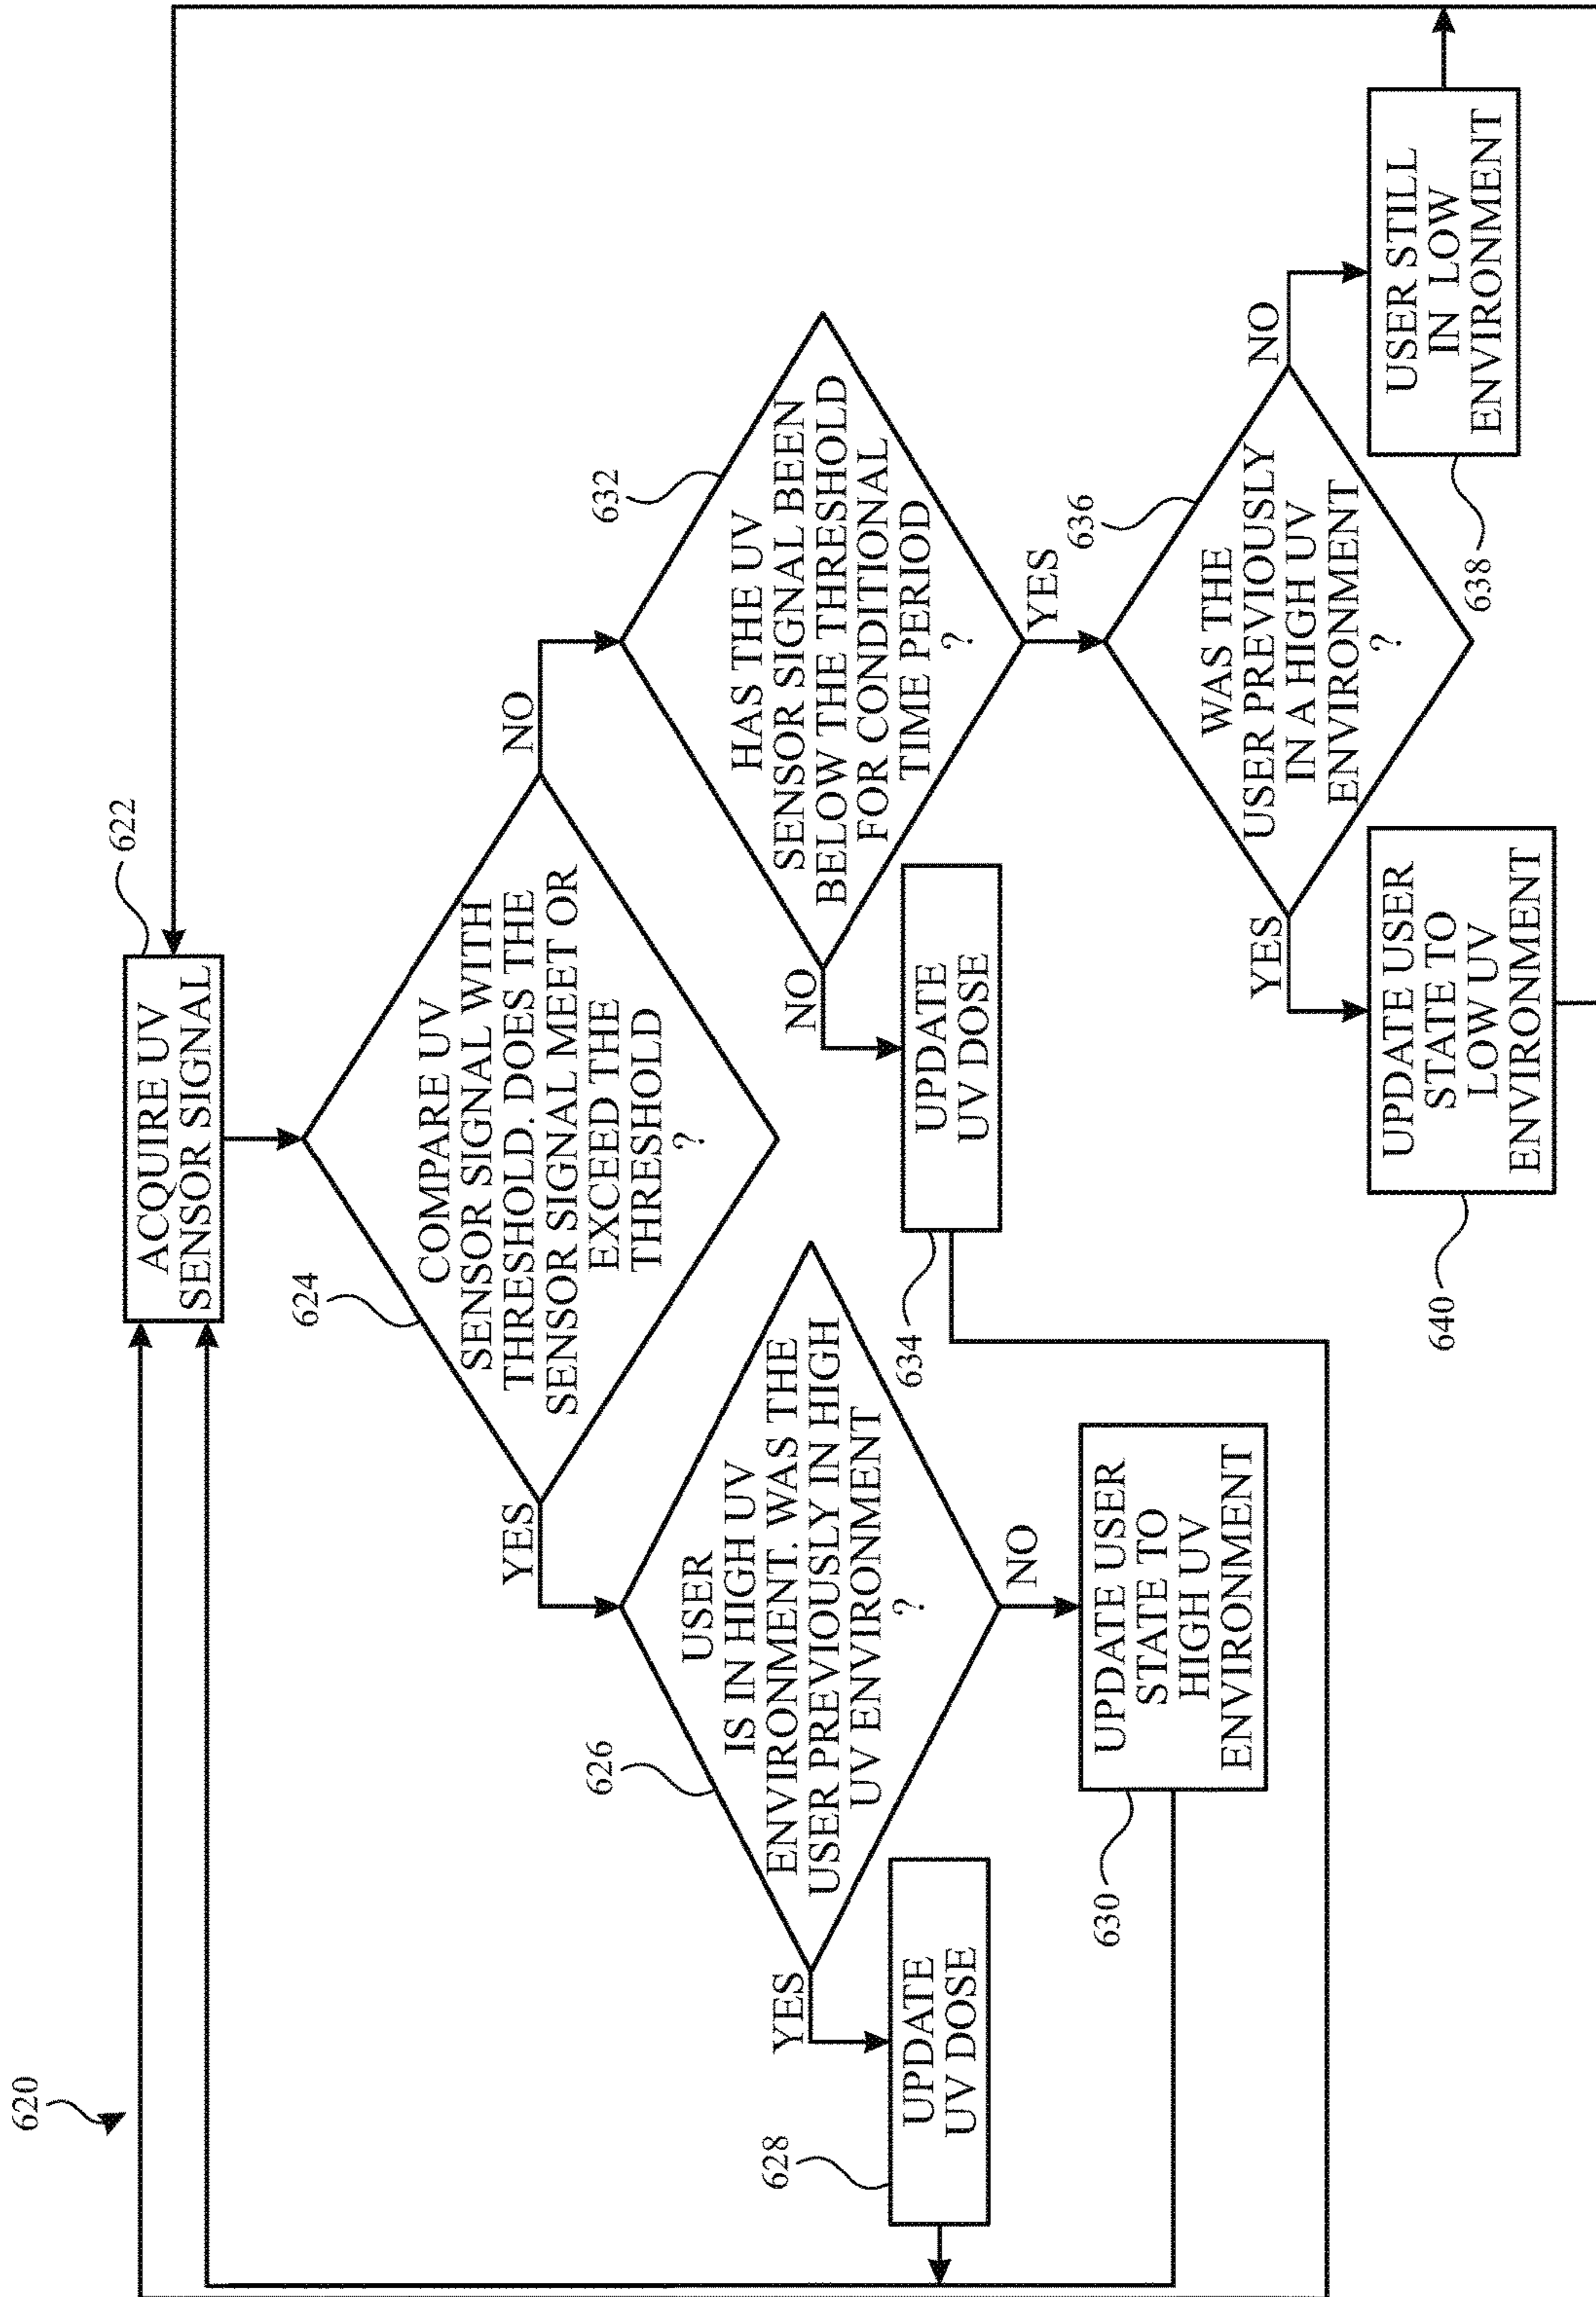 620
ACQUIRE UV
SENSOR SIGNAL
622
COMPARE UV
SENSOR SIGNAL WITH
THRESHOLD. DOES THE
SENSOR SIGNAL MEET OR
EXCEED THE
THRESHOLD
?
624
YES
NO
USER
IS IN HIGH UV
ENVIRONMENT. WAS THE
USER PREVIOUSLY IN HIGH
UV ENVIRONMENT
?
626
YES
NO
UPDATE
UV DOSE
628
UPDATE USER
STATE TO
HIGH UV
ENVIRONMENT
630
HAS THE UV
SENSOR SIGNAL BEEN
BELOW THE THRESHOLD
FOR CONDITIONAL
TIME PERIOD
?
632
NO
YES
UPDATE
UV DOSE
634
WAS THE
USER PREVIOUSLY
IN A HIGH UV
ENVIRONMENT
?
636
YES
NO
UPDATE USER
STATE TO
LOW UV
ENVIRONMENT
640
USER STILL
IN LOW
ENVIRONMENT
638